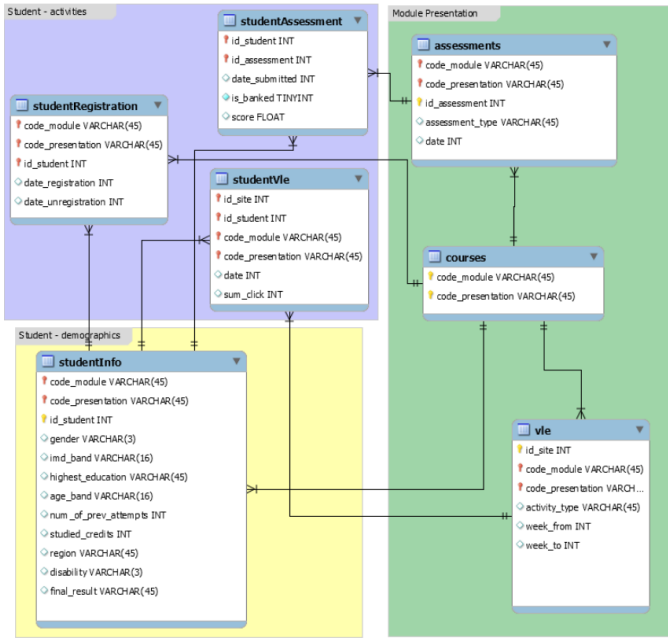 Student - activities
studentAssessment
id_student INT
id_assessment INT
date_submitted INT
is_banked TINYINT
score FLOAT
studentRegistration
code_module VARCHAR(45)
code_presentation VARCHAR(45)
id_student INT
date_registration INT
date_unregistration INT
studentVle
id_site INT
id_student INT
code_module VARCHAR(45)
code_presentation VARCHAR(45)
date INT
sum_click INT
Student - demographics
studentInfo
code_module VARCHAR(45)
code_presentation VARCHAR(45)
id_student INT
gender VARCHAR(3)
imd_band VARCHAR(16)
highest_education VARCHAR(45)
age_band VARCHAR(16)
num_of_prev_attempts INT
studied_credits INT
region VARCHAR(45)
disability VARCHAR(3)
final_result VARCHAR(45)
Module Presentation
assessments
code_module VARCHAR(45)
code_presentation VARCHAR(45)
id_assessment INT
assessment_type VARCHAR(45)
date INT
courses
code_module VARCHAR(45)
code_presentation VARCHAR(45)
vle
id_site INT
code_module VARCHAR(45)
code_presentation VARCH...
activity_type VARCHAR(45)
week_from INT
week_to INT